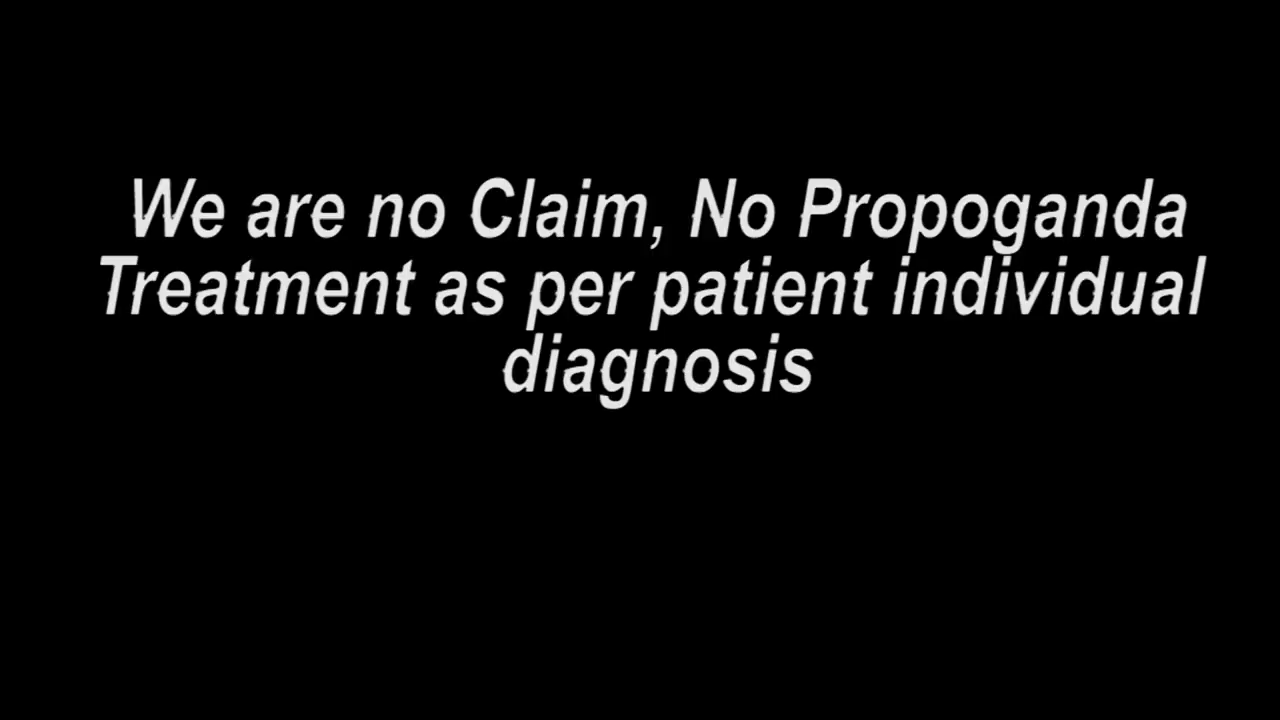 We are no Claim, No Propoganda
Treatment as per patient individual
diagnosis